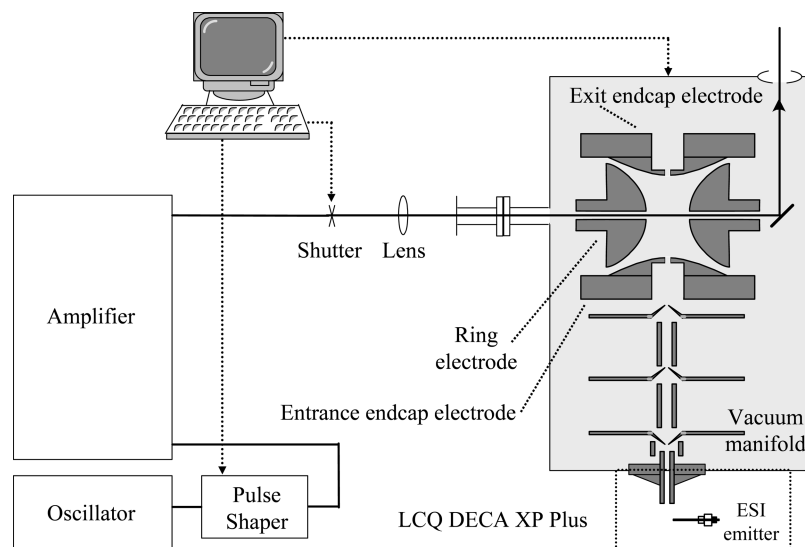 Exit endcap electrode
Shutter
Lens
Amplifier
Ring
electrode
Entrance endcap electrode
Vacuum
manifold
Oscillator
Pulse
Shaper
LCQ DECA XP Plus
ESI
emitter